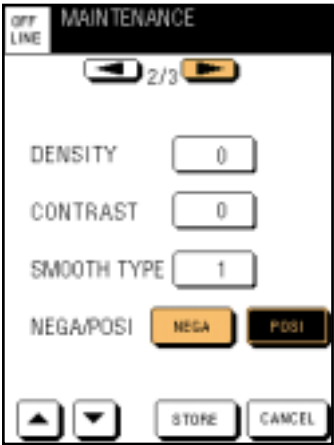 OFF
LINE
MAINTENANCE
2/3
DENSITY 0
CONTRAST 0
SMOOTH TYPE 1
NEGA/POSI NEGA POSI
STORE CANCEL